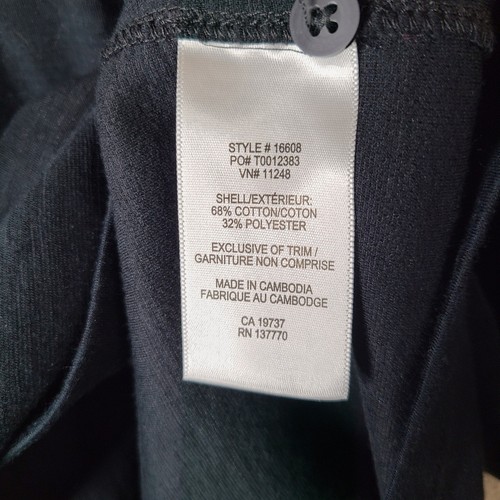 STYLE # 16608
PO# T0012383
VN# 11248
SHELL/EXTÉRIEUR:
68% COTTON/COTON
32% POLYESTER
EXCLUSIVE OF TRIM /
GARNITURE NON COMPRISE
MADE IN CAMBODIA
FABRIQUE AU CAMBODGE
CA 19737
RN 137770